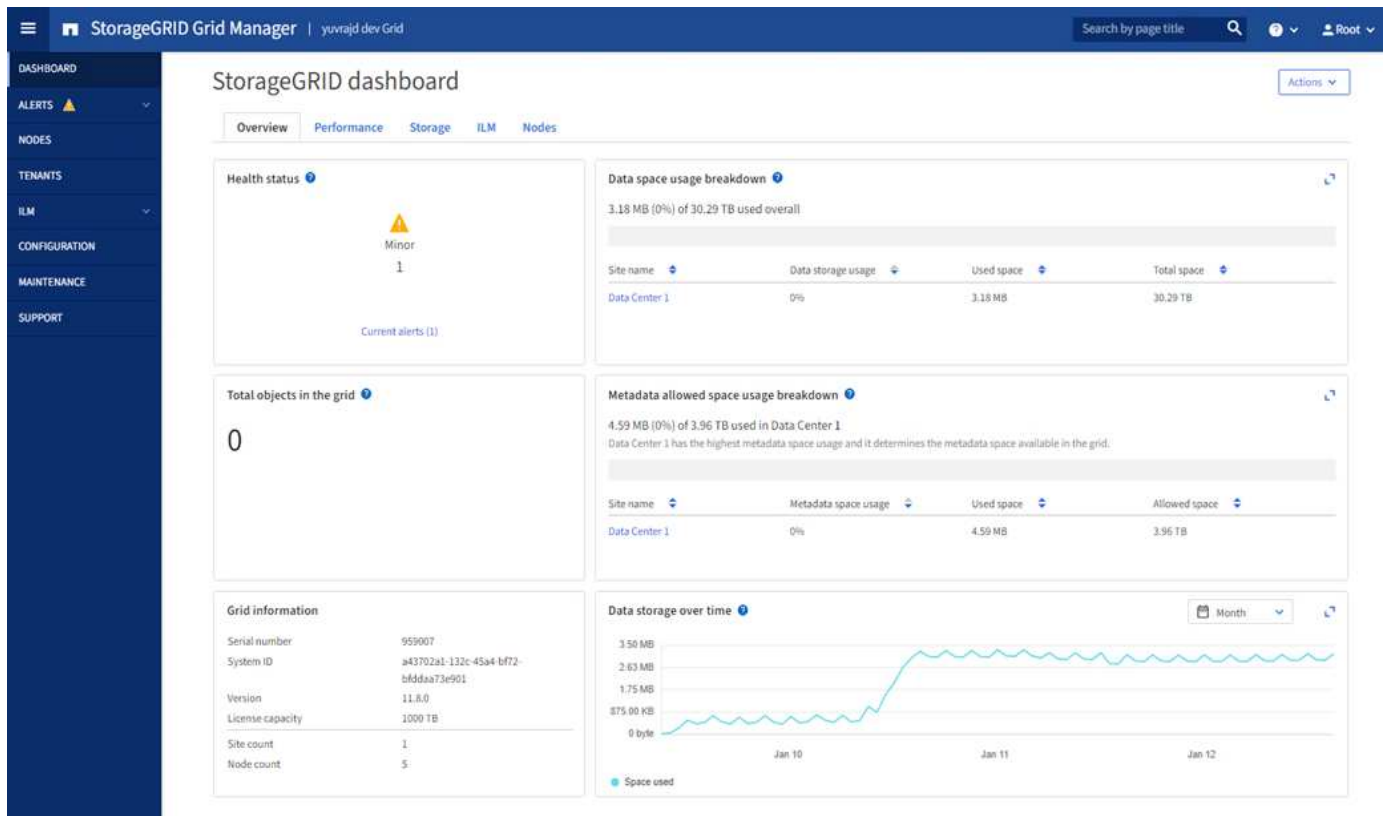 StorageGRID Grid Manager | yuvrajd dev Grid
Search by page title
Root
DASHBOARD
ALERTS
NODES
TENANTS
ILM
CONFIGURATION
MAINTENANCE
SUPPORT
StorageGRID dashboard
Actions
Overview Performance Storage ILM Nodes
Health status
Minor
1
Current alerts (1)
Data space usage breakdown
3.18 MB (0%) of 30.29 TB used overall
Site name Data storage usage Used space Total space
Data Center 1 0% 3.18 MB 30.29 TB
Total objects in the grid
0
Metadata allowed space usage breakdown
4.59 MB (0%) of 3.96 TB used in Data Center 1
Data Center 1 has the highest metadata space usage and it determines the metadata space available in the grid.
Site name Metadata space usage Used space Allowed space
Data Center 1 0% 4.59 MB 3.96 TB
Grid information
Serial number 959007
System ID a43702a1-132c-45a4-bf72-
bfddaa73e901
Version 11.8.0
License capacity 1000 TB
Site count 1
Node count 5
Data storage over time
Month
3.50 MB
2.63 MB
1.75 MB
875.00 KB
0 byte
Jan 10 Jan 11 Jan 12
Space used